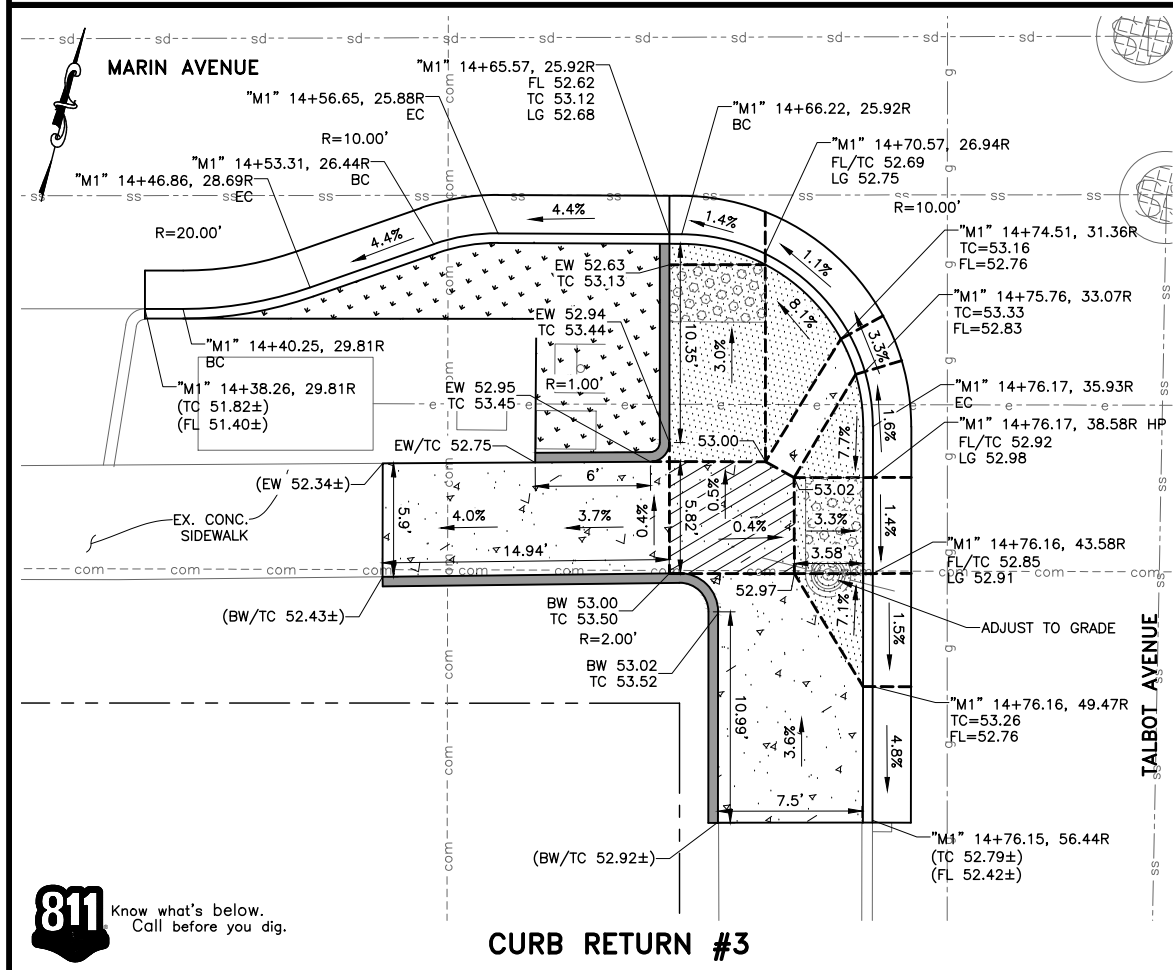 MARIN AVENUE
"M1" 14+65.57, 25.92R
FL 52.62
TC 53.12
LG 52.68
"M1" 14+56.65, 25.88R
EC
"M1" 14+66.22, 25.92R
BC
R=10.00'
"M1" 14+70.57, 26.94R
FL/TC 52.69
LG 52.75
"M1" 14+53.31, 26.44R
BC
"M1" 14+46.86, 28.69R
EC
R=10.00'
R=20.00'
4.4%
4.4%
1.4%
1.1%
"M1" 14+74.51, 31.36R
TC=53.16
FL=52.76
EW 52.63
TC 53.13
8.1%
3.3%
"M1" 14+75.76, 33.07R
TC=53.33
FL=52.83
EW 52.94
TC 53.44
10.35'
3.0%
"M1" 14+40.25, 29.81R
BC
"M1" 14+38.26, 29.81R
(TC 51.82±)
(FL 51.40±)
R=1.00'
EW 52.95
TC 53.45
"M1" 14+76.17, 35.93R
EC
1.6%
7.7%
"M1" 14+76.17, 38.58R HP
FL/TC 52.92
LG 52.98
EW/TC 52.75
53.00
(EW 52.34±)
6'
53.02
5.9'
EX. CONC.
SIDEWALK
4.0%
3.7%
0.4%
5.82'
0.5%
0.4%
3.3%
1.4%
14.94'
3.58'
"M1" 14+76.16, 43.58R
FL/TC 52.85
LG 52.91
52.97
BW 53.00
TC 53.50
(BW/TC 52.43±)
7.1%
1.5%
ADJUST TO GRADE
R=2.00'
BW 53.02
TC 53.52
TALBOT AVENUE
10.99'
3.6%
4.8%
"M1" 14+76.16, 49.47R
TC=53.26
FL=52.76
7.5'
(BW/TC 52.92±)
"M1" 14+76.15, 56.44R
(TC 52.79±)
(FL 52.42±)
811
Know what's below.
Call before you dig.
CURB RETURN #3